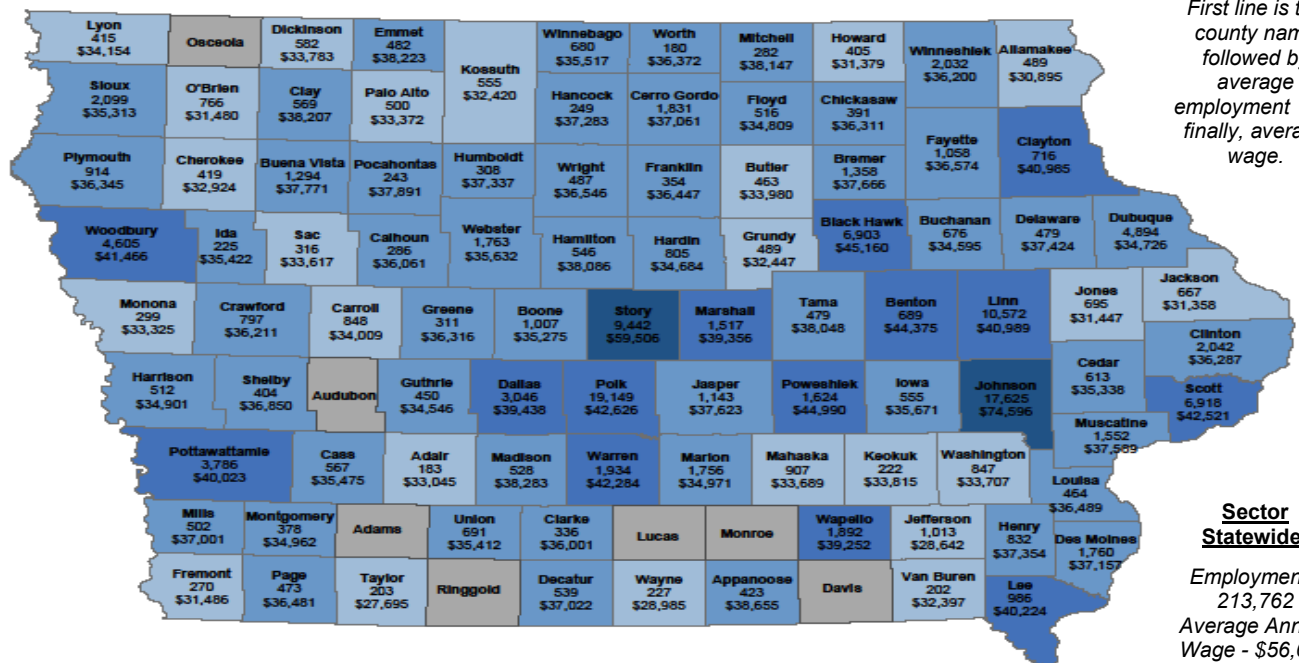 First line is t
county nam
followed by
average
employment
finally, avera
wage.
Lyon
415
$34,154
Osceola
Dickinson
582
$33,783
Emmet
482
$38,223
Kossuth
555
$32,420
Winnebago
680
$35,517
Worth
180
$36,372
Mitchell
282
$38,147
Howard
405
$31,379
Winneshiek
2,032
$36,200
Allamakee
489
$30,895
Sioux
2,099
$35,313
O'Brien
766
$31,480
Clay
569
$38,207
Palo Alto
500
$33,372
Hancock
249
$37,283
Cerro Gordo
1,831
$37,061
Floyd
516
$34,809
Chickasaw
391
$36,311
Fayette
1,058
$36,574
Clayton
716
$40,985
Plymouth
914
$36,345
Cherokee
419
$32,924
Buena Vista
1,294
$37,771
Pocahontas
243
$37,891
Humboldt
308
$37,337
Wright
487
$36,546
Franklin
354
$36,447
Butler
463
$33,980
Bremer
1,358
$37,666
Woodbury
4,605
$41,466
Ida
225
$35,422
Sac
316
$33,617
Calhoun
286
$36,061
Webster
1,763
$35,632
Hamilton
546
$38,086
Hardin
805
$34,684
Grundy
489
$32,447
Black Hawk
6,903
$45,160
Buchanan
676
$34,595
Delaware
479
$37,424
Dubuque
4,894
$34,726
Monona
299
$33,325
Crawford
797
$36,211
Carroll
848
$34,009
Greene
311
$36,316
Boone
1,007
$35,275
Story
9,442
$59,506
Marshall
1,517
$39,356
Tama
479
$38,048
Benton
689
$44,375
Linn
10,572
$40,989
Jones
695
$31,447
Jackson
667
$31,358
Clinton
2,042
$36,287
Harrison
512
$34,901
Shelby
404
$36,850
Audubon
Guthrie
450
$34,546
Dallas
3,046
$39,438
Polk
19,149
$42,626
Jasper
1,143
$37,623
Poweshiek
1,624
$44,990
Iowa
555
$35,671
Johnson
17,625
$74,596
Cedar
613
$35,338
Scott
6,918
$42,521
Muscatine
1,552
$37,589
Pottawattamie
3,786
$40,023
Cass
567
$35,475
Adair
183
$33,045
Madison
528
$38,283
Warren
1,934
$42,284
Marion
1,756
$34,971
Mahaska
907
$33,689
Keokuk
222
$33,815
Washington
847
$33,707
Louisa
464
$36,489
Mills
502
$37,001
Montgomery
378
$34,962
Adams
Union
691
$35,412
Clarke
336
$36,001
Lucas
Monroe
Wapello
1,892
$39,252
Jefferson
1,013
$28,642
Henry
832
$37,354
Des Moines
1,760
$37,157
Fremont
270
$31,486
Page
473
$36,481
Taylor
203
$27,695
Ringgold
Decatur
539
$37,022
Wayne
227
$28,985
Appanoose
423
$38,655
Davis
Van Buren
202
$32,397
Lee
986
$40,224
Sector
Statewide
Employmen
213,762
Average Ann
Wage - $56,